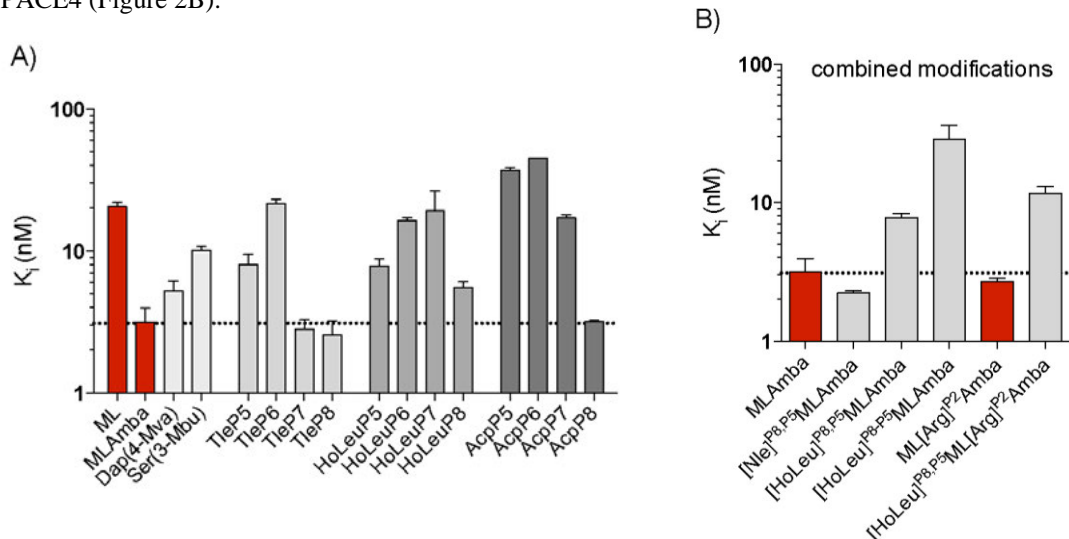 PACE4 (Figure 2B).
A)
100
10
1
Ki (nM)
ML
MLAmba
Dap(4-Mva)
Ser(3-Mbu)
TleP5
TleP6
TleP7
TleP8
HoLeuP5
HoLeuP6
HoLeuP7
HoLeuP8
AcpP5
AcpP6
AcpP7
AcpP8
B)
combined modifications
100
10
1
Ki (nM)
MLAmba
[Nle]P8,P5MLAmba
[HoLeu]P8,P5MLAmba
[HoLeu]P8-P5MLAmba
ML[Arg]P2Amba
[HoLeu]P8,P5ML[Arg]P2Amba